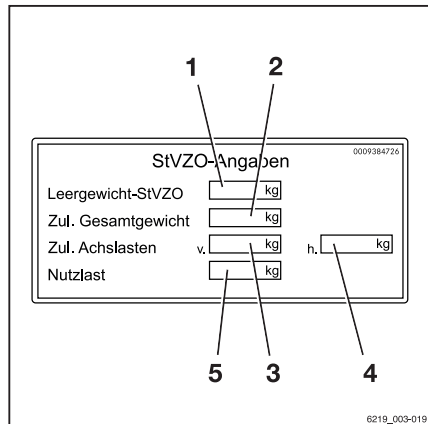 1 2
0009384726
StVZO-Angaben
Leergewicht-StVZO kg
Zul. Gesamtgewicht kg
Zul. Achslasten v. kg h. kg
Nutzlast kg
5 3 4
6219_003-019